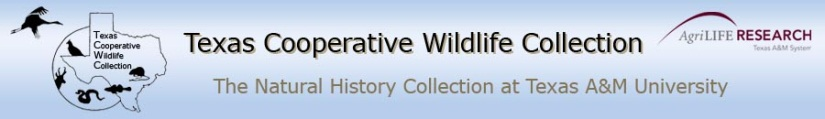 Texas
Cooperative
Wildlife
Collection
Texas Cooperative Wildlife Collection
AgriLIFE RESEARCH
Texas A&M System
The Natural History Collection at Texas A&M University